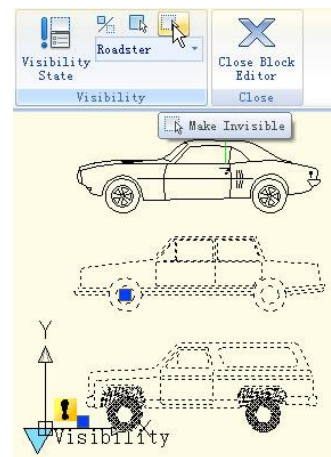 Roadster
Visibility
State
Close Block
Editor
Visibility
Close
Make Invisible
Y
X
Visibility